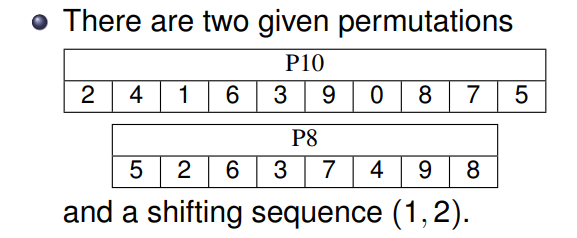 There are two given permutations
P10
2 4 1 6 3 9 0 8 7 5
P8
5 2 6 3 7 4 9 8
and a shifting sequence (1, 2).